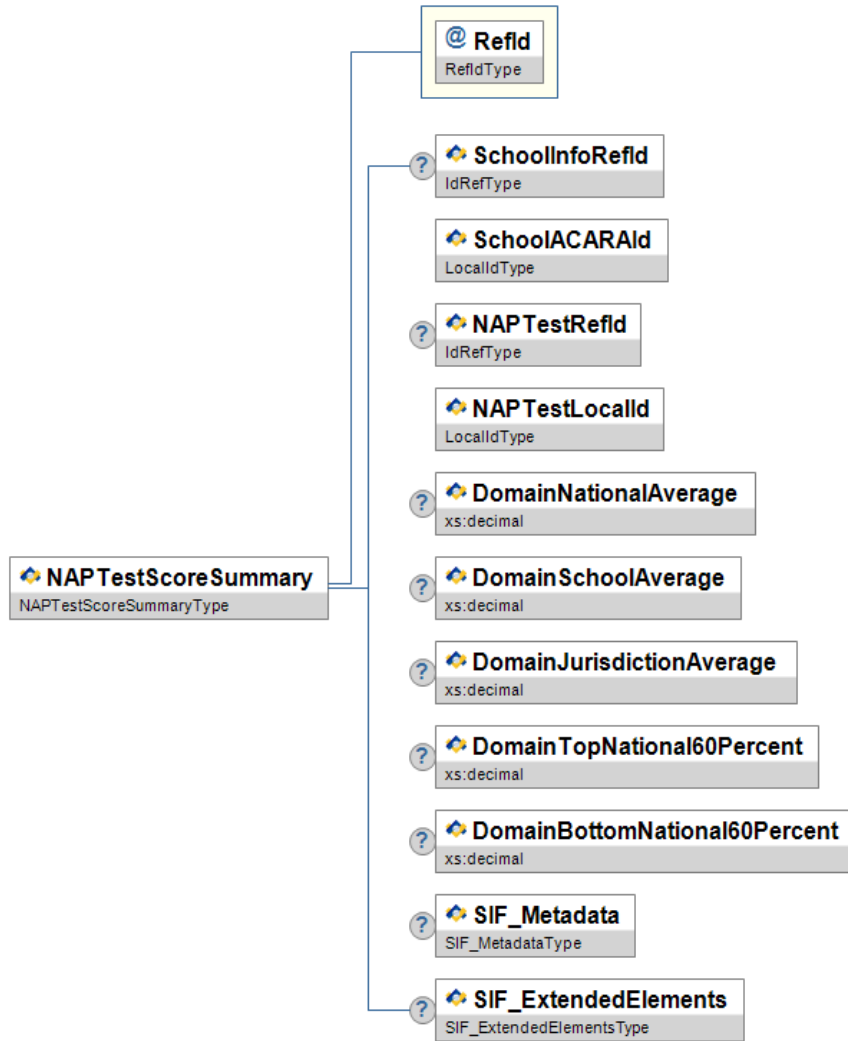 @ RefId
RefIdType
? SchoolInfoRefId
IdRefType
SchoolACARAId
LocalIdType
? NAPTestRefId
IdRefType
NAPTestLocalId
LocalIdType
? DomainNationalAverage
xs:decimal
? DomainSchoolAverage
xs:decimal
NAPTestScoreSummary
NAPTestScoreSummaryType
? DomainJurisdictionAverage
xs:decimal
? DomainTopNational60Percent
xs:decimal
? DomainBottomNational60Percent
xs:decimal
? SIF_Metadata
SIF_MetadataType
? SIF_ExtendedElements
SIF_ExtendedElementsType